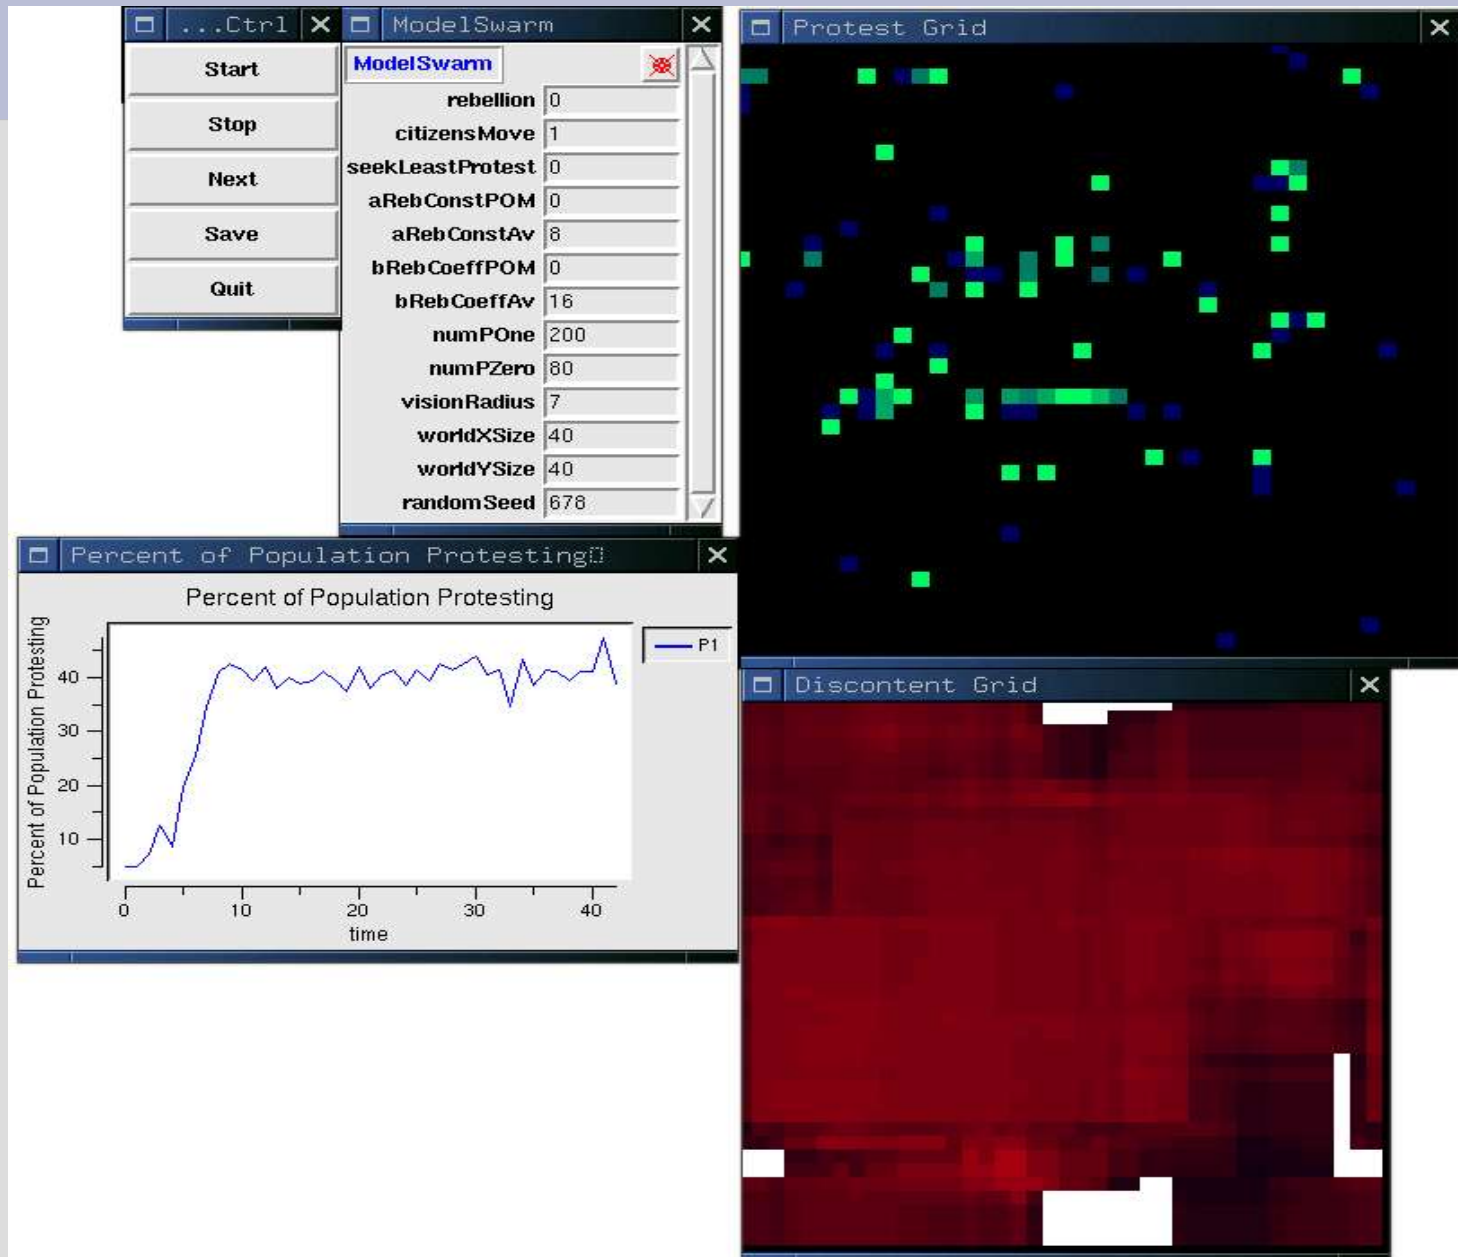 ...Ctrl
Start
Stop
Next
Save
Quit
ModelSwarm
ModelSwarm
rebellion 0
citizensMove 1
seekLeastProtest 0
aRebConstPOM 0
aRebConstAv 8
bRebCoeffPOM 0
bRebCoeffAv 16
numPOne 200
numPZero 80
visionRadius 7
worldXSize 40
worldYSize 40
randomSeed 678
Protest Grid
Percent of Population Protesting
Percent of Population Protesting
Percent of Population Protesting
40
30
20
10
0 10 20 30 40
time
P1
Discontent Grid